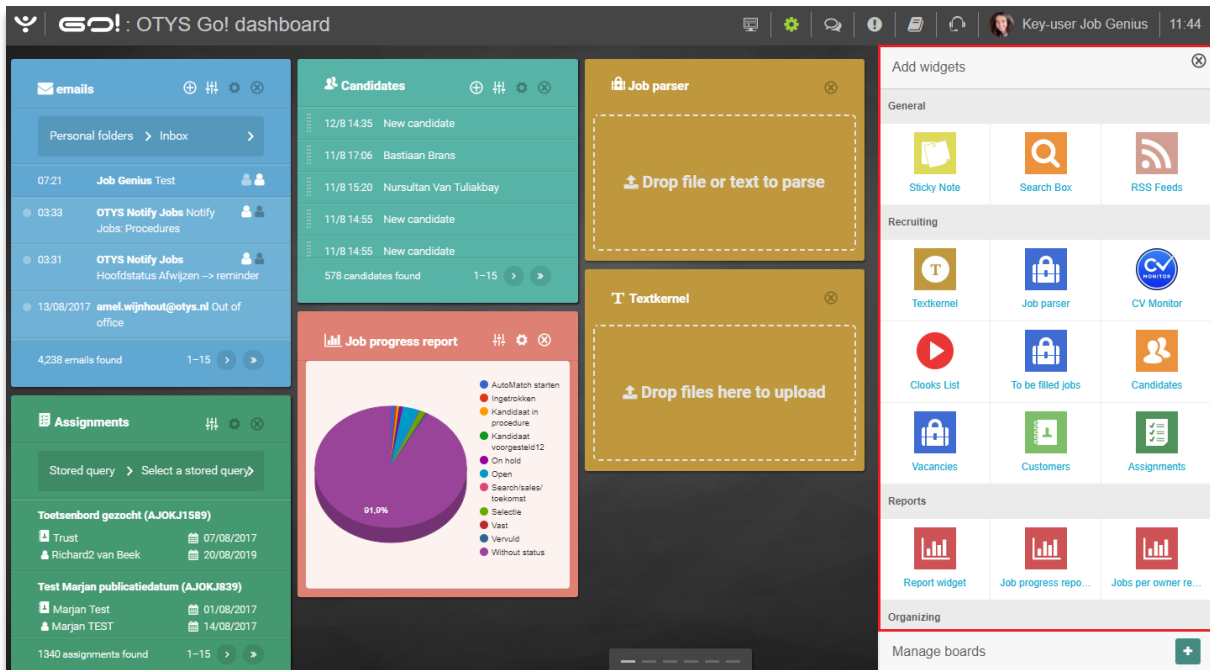 GO! : OTYS Go! dashboard
Key-user Job Genius
11:44
emails
Personal folders > Inbox
07:21 Job Genius Test
03:33 OTYS Notify Jobs Notify
Jobs: Procedures
03:31 OTYS Notify Jobs
Hoofdstatus Afwijzen --> reminder
13/08/2017 amel.wijnhout@otys.nl Out of
office
4,238 emails found 1–15
Assignments
Stored query > Select a stored query
Toetsenbord gezocht (AJOKJ1589)
Trust 07/08/2017
Richard2 van Beek 20/08/2019
Test Marjan publicatiedatum (AJOKJ839)
Marjan Test 01/08/2017
Marjan TEST 14/08/2017
1340 assignments found 1–15
Candidates
12/8 14:35 New candidate
11/8 17:06 Bastiaan Brans
11/8 15:20 Nursultan Van Tuliakbay
11/8 14:55 New candidate
11/8 14:55 New candidate
578 candidates found 1–15
Job progress report
91,9%
AutoMatch starten
Ingetrokken
Kandidaat in
procedure
Kandidaat
voorgesteld12
On hold
Open
Search/sales/
toekomst
Selectie
Vast
Vervuld
Without status
Job parser
Drop file or text to parse
T Textkernel
Drop files here to upload
Add widgets
General
Sticky Note Search Box RSS Feeds
Recruiting
T
CV
MONITOR
Textkernel Job parser CV Monitor
Clooks List To be filled jobs Candidates
Vacancies Customers Assignments
Reports
Report widget Job progress repo... Jobs per owner re...
Organizing
Manage boards